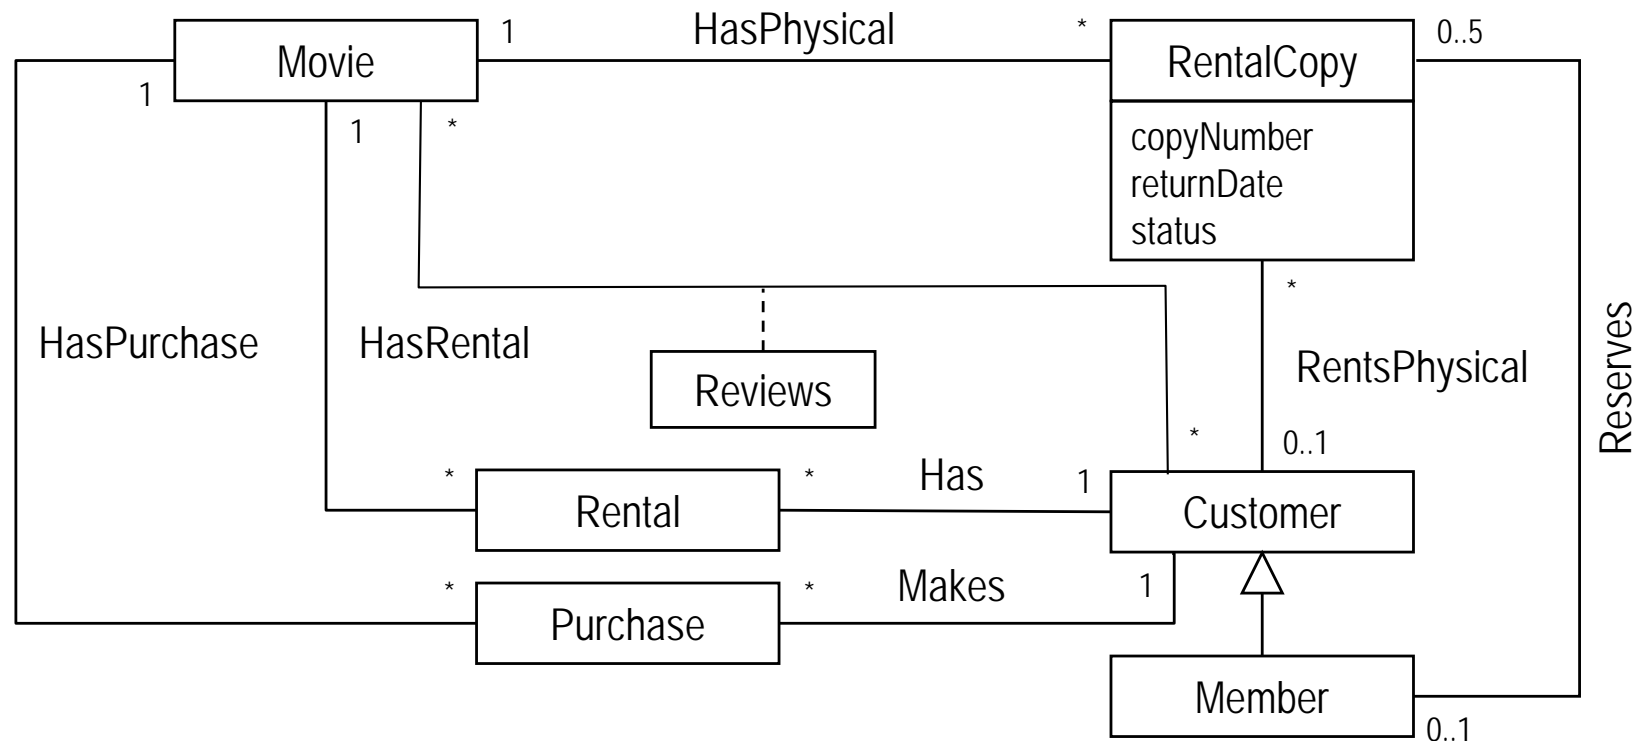 Movie
1
HasPhysical
*
RentalCopy
0..5
1
1
*
copyNumber
returnDate
status
*
HasPurchase
HasRental
Reviews
RentsPhysical
Reserves
*
0..1
*
Rental
*
Has
1
Customer
*
Purchase
*
Makes
1
Member
0..1